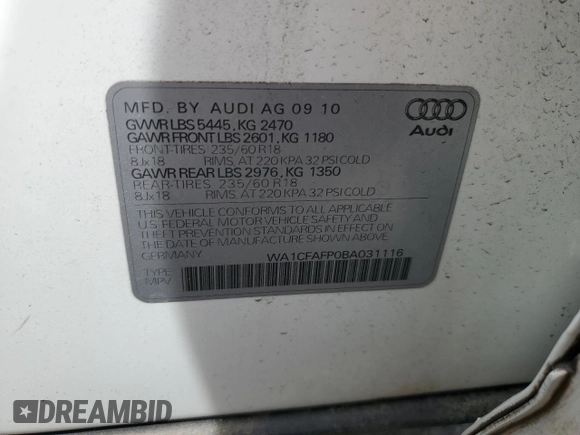 MFD. BY AUDI AG 09 10
GVWR LBS 5445, KG 2470
GAWR FRONT LBS 2601, KG 1180
FRONT-TIRES: 235/60 R18
8Jx18 RIMS, AT 220 KPA 32 PSI COLD
GAWR REAR LBS 2976, KG 1350
REAR-TIRES: 235/60 R18
8Jx18 RIMS, AT 220 KPA 32 PSI COLD
THIS VEHICLE CONFORMS TO ALL APPLICABLE
U.S. FEDERAL MOTOR VEHICLE SAFETY AND
THEFT PREVENTION STANDARDS IN EFFECT ON
THE DATE OF MANUFACTURE SHOWN ABOVE.
GERMANY WA1CFAFP0BA031116
TYPE
MPV
Audi
DREAMBID